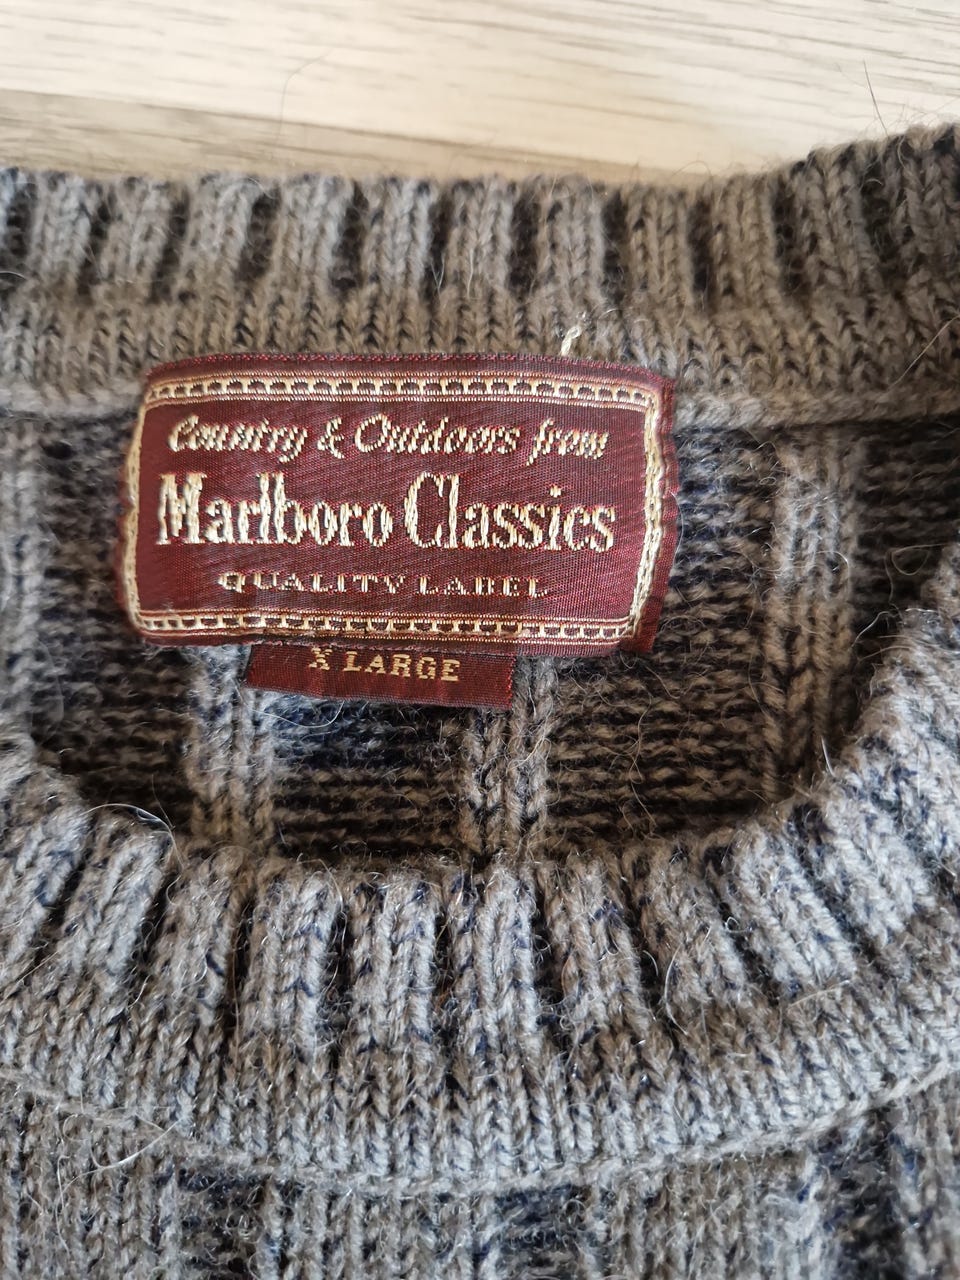 Country & Outdoors from
Marlboro Classics
QUALITY LABEL
X LARGE